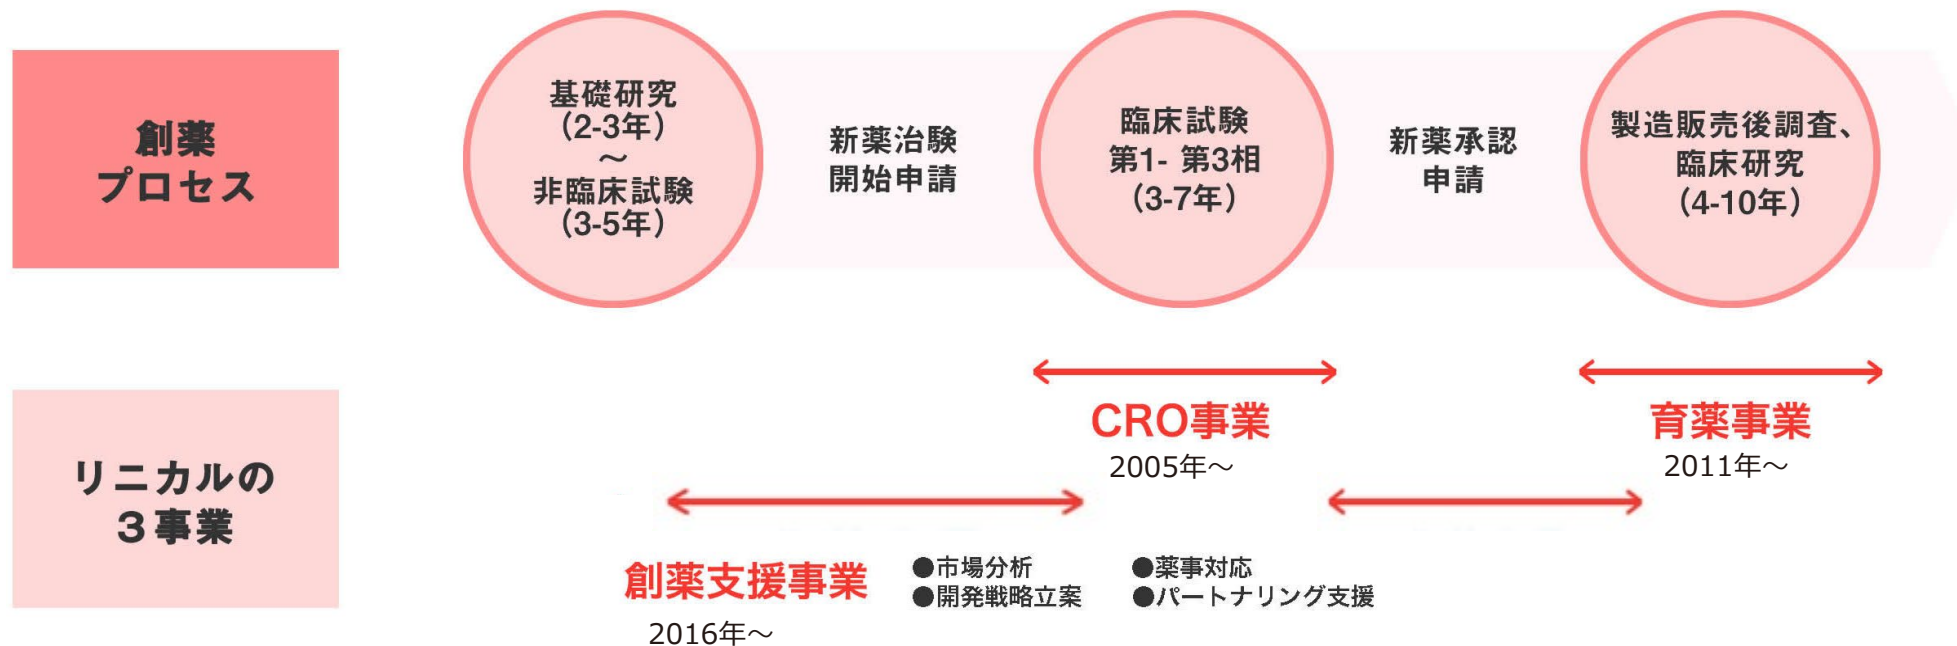 創薬
プロセス
基礎研究
（2-3年）
～
非臨床試験
（3-5年）
新薬治験
開始申請
臨床試験
第1- 第3相
（3-7年）
新薬承認
申請
製造販売後調査、
臨床研究
（4-10年）
リニカルの
３事業
CRO事業
2005年～
育薬事業
2011年～
創薬支援事業
2016年～
●市場分析
●開発戦略立案
●薬事対応
●パートナリング支援